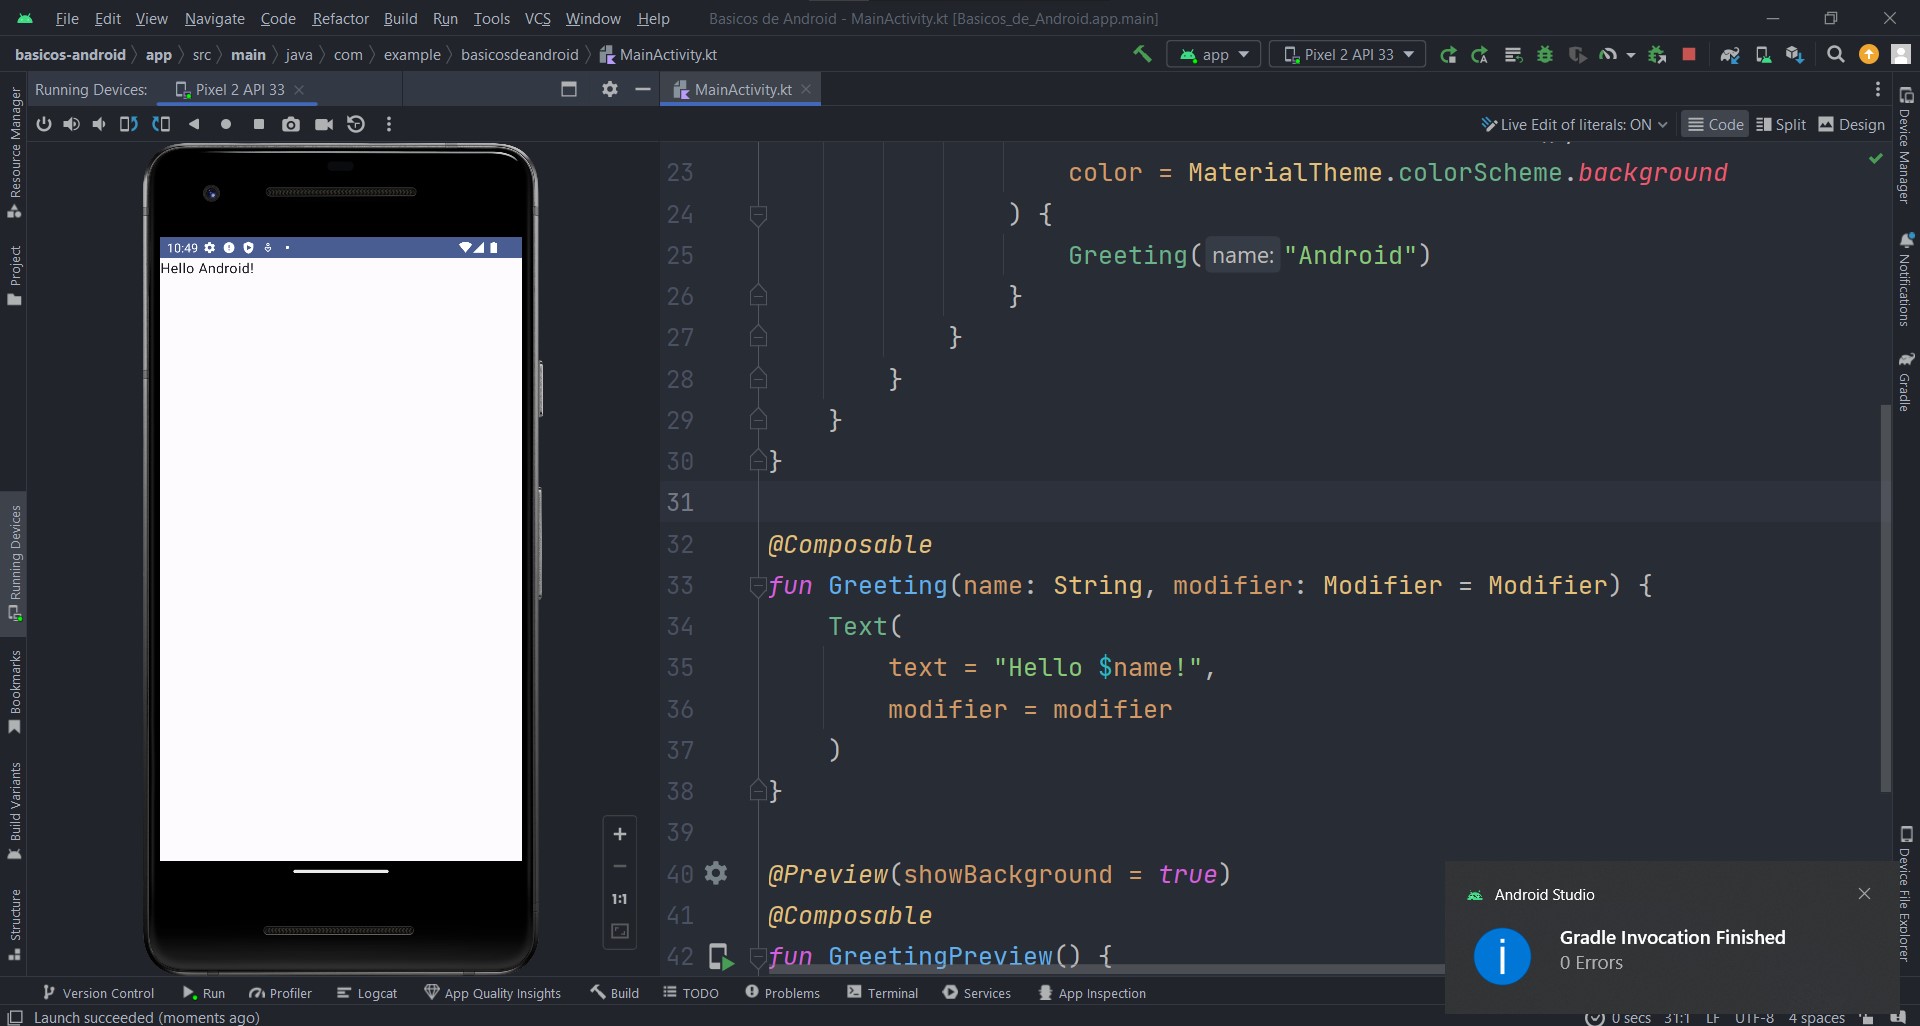 File Edit View Navigate Code Refactor Build Run Tools VCS Window Help Basicos de Android - MainActivity.kt [Basicos_de_Android.app.main]
basicos-android app src main java com example basicosdeandroid MainActivity.kt app Pixel 2 API 33
Running Devices: Pixel 2 API 33 MainActivity.kt
Live Edit of literals: ON Code Split Design
Resource Manager
Project
Running Devices
Bookmarks
Build Variants
Structure
10:49
Hello Android!
1:1
23 color = MaterialTheme.colorScheme.background
24 ) {
25 Greeting( name: "Android")
26 }
27 }
28 }
29 }
30 }
31
32 @Composable
33 fun Greeting(name: String, modifier: Modifier = Modifier) {
34 Text(
35 text = "Hello $name!",
36 modifier = modifier
37 )
38 }
39
40 @Preview(showBackground = true)
41 @Composable
42 fun GreetingPreview() {
Device Manager
Notifications
Gradle
Device File Explorer
Android Studio
Gradle Invocation Finished
0 Errors
Version Control Run Profiler Logcat App Quality Insights Build TODO Problems Terminal Services App Inspection
Launch succeeded (moments ago) 0 secs 31:1 LF UTF-8 4 spaces